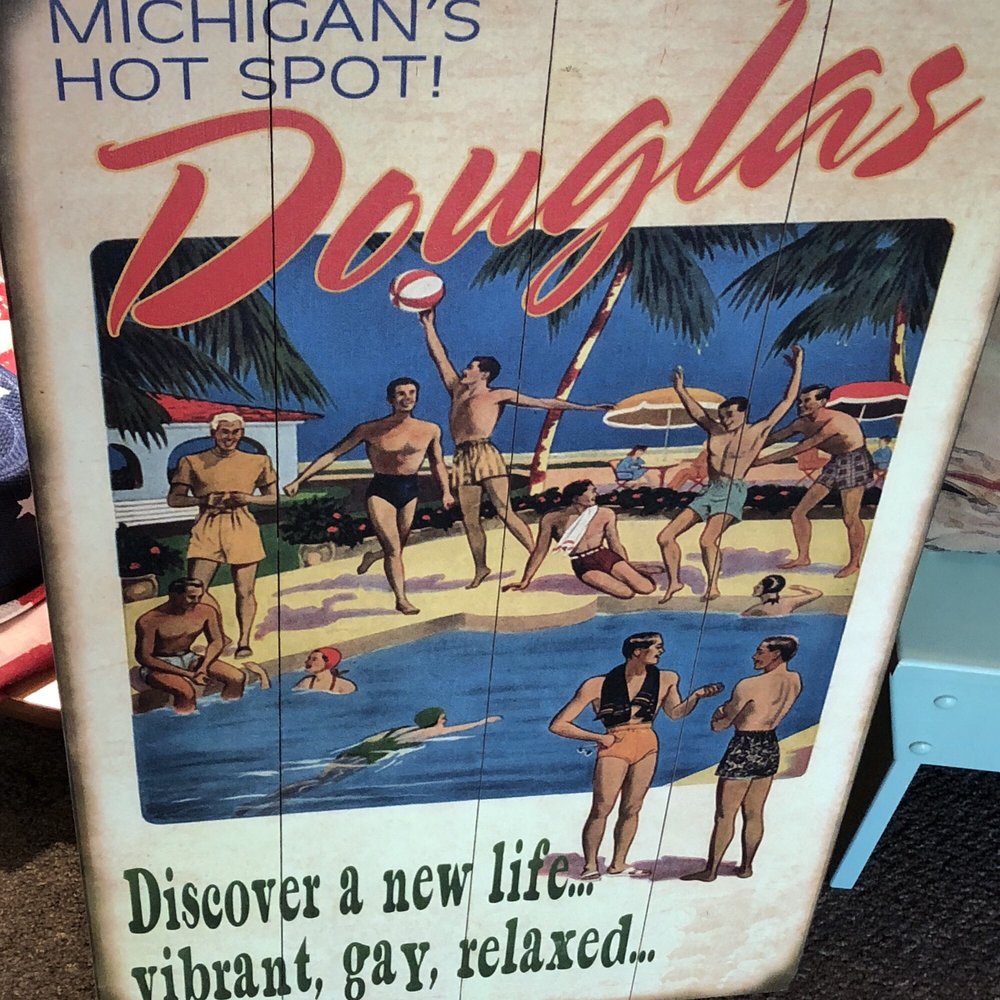 MICHIGAN'S
HOT SPOT!
Douglas
Discover a new life...
vibrant, gay, relaxed...